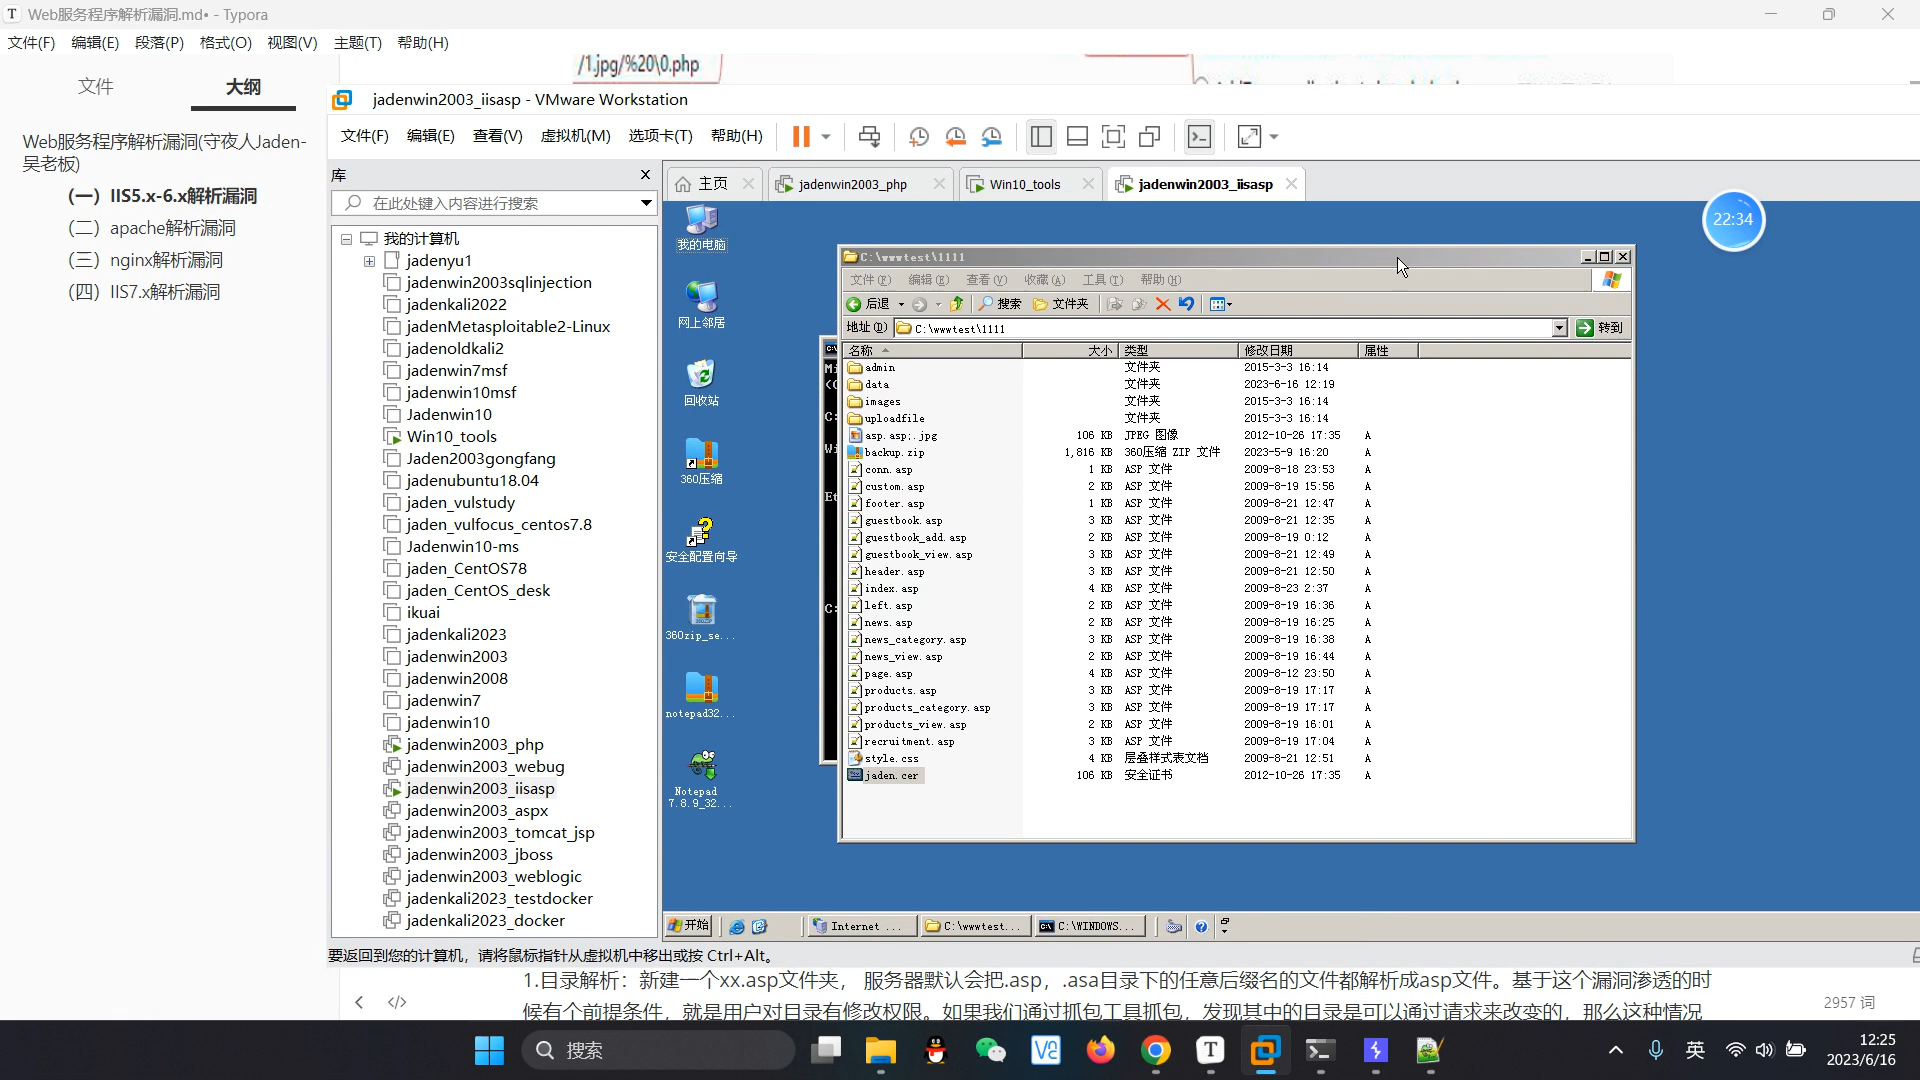 Web服务程序解析漏洞.md• - Typora
文件(F) 编辑(E) 段落(P) 格式(O) 视图(V) 主题(T) 帮助(H)
文件 大纲
Web服务程序解析漏洞(守夜人Jaden-吴老板)
(一) IIS5.x-6.x解析漏洞
(二) apache解析漏洞
(三) nginx解析漏洞
(四) IIS7.x解析漏洞
/1.jpg/%20\0.php
jadenwin2003_iisasp - VMware Workstation
文件(F) 编辑(E) 查看(V) 虚拟机(M) 选项卡(T) 帮助(H)
库
在此处键入内容进行搜索
我的计算机
jadenyu1
jadenwin2003sqlinjection
jadenkali2022
jadenMetasploitable2-Linux
jadenoldkali2
jadenwin7msf
jadenwin10msf
Jadenwin10
Win10_tools
Jaden2003gongfang
jadenubuntu18.04
jaden_vulstudy
jaden_vulfocus_centos7.8
Jadenwin10-ms
jaden_CentOS78
jaden_CentOS_desk
ikuai
jadenkali2023
jadenwin2003
jadenwin2008
jadenwin7
jadenwin10
jadenwin2003_php
jadenwin2003_webug
jadenwin2003_iisasp
jadenwin2003_aspx
jadenwin2003_tomcat_jsp
jadenwin2003_jboss
jadenwin2003_weblogic
jadenkali2023_testdocker
jadenkali2023_docker
主页 jadenwin2003_php Win10_tools jadenwin2003_iisasp
22:34
我的电脑
网上邻居
回收站
360压缩
安全配置向导
360zip_se...
notepad32...
Notepad
7.8.9_32...
C:\wwwtest\1111
文件(F) 编辑(E) 查看(V) 收藏(A) 工具(T) 帮助(H)
后退 搜索 文件夹
地址(D) C:\wwwtest\1111 转到
名称 大小 类型 修改日期 属性
admin 文件夹 2015-3-3 16:14
data 文件夹 2023-6-16 12:19
images 文件夹 2015-3-3 16:14
uploadfile 文件夹 2015-3-3 16:14
asp.asp;.jpg 106 KB JPEG 图像 2012-10-26 17:35 A
backup.zip 1,816 KB 360压缩 ZIP 文件 2023-5-9 16:20 A
conn.asp 1 KB ASP 文件 2009-8-18 23:53 A
custom.asp 2 KB ASP 文件 2009-8-19 15:56 A
footer.asp 1 KB ASP 文件 2009-8-21 12:47 A
guestbook.asp 3 KB ASP 文件 2009-8-21 12:35 A
guestbook_add.asp 2 KB ASP 文件 2009-8-19 0:12 A
guestbook_view.asp 3 KB ASP 文件 2009-8-21 12:49 A
header.asp 3 KB ASP 文件 2009-8-21 12:50 A
index.asp 4 KB ASP 文件 2009-8-23 2:37 A
left.asp 2 KB ASP 文件 2009-8-19 16:36 A
news.asp 2 KB ASP 文件 2009-8-19 16:25 A
news_category.asp 3 KB ASP 文件 2009-8-19 16:38 A
news_view.asp 2 KB ASP 文件 2009-8-19 16:44 A
page.asp 4 KB ASP 文件 2009-8-12 23:50 A
products.asp 3 KB ASP 文件 2009-8-19 17:17 A
products_category.asp 3 KB ASP 文件 2009-8-19 17:17 A
products_view.asp 2 KB ASP 文件 2009-8-19 16:01 A
recruitment.asp 3 KB ASP 文件 2009-8-19 17:04 A
style.css 4 KB 层叠样式表文档 2009-8-21 12:51 A
jaden.cer 106 KB 安全证书 2012-10-26 17:35 A
开始 Internet ... C:\wwwtest... C:\WINDOWS...
要返回到您的计算机，请将鼠标指针从虚拟机中移出或按 Ctrl+Alt。
1.目录解析：新建一个xx.asp文件夹， 服务器默认会把.asp，.asa目录下的任意后缀名的文件都解析成asp文件。基于这个漏洞渗透的时
候有个前提条件，就是用户对目录有修改权限。如果我们通过抓包工具抓包，发现其中的目录是可以通过请求来改变的，那么这种情况
2957 词
搜索
英
12:25
2023/6/16